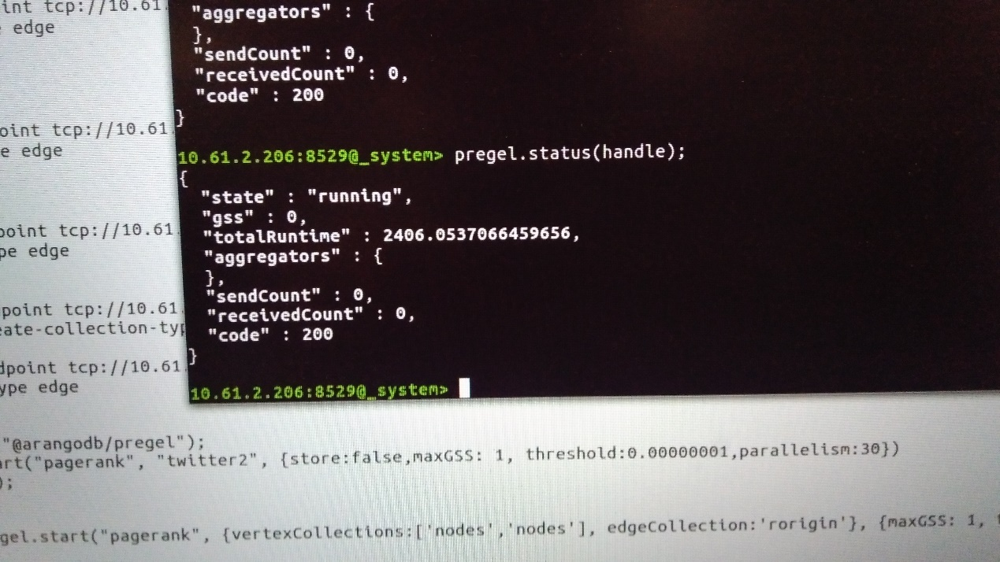 int tcp://10.61
edge
"aggregators" : {
},
"sendCount" : 0,
"receivedCount" : 0,
"code" : 200
}
oint tcp://10.61
e edge
10.61.2.206:8529@_system> pregel.status(handle);
{
"state" : "running",
"gss" : 0,
"totalRuntime" : 2406.0537066459656,
"aggregators" : {
},
"sendCount" : 0,
"receivedCount" : 0,
"code" : 200
}
10.61.2.206:8529@_system>
point tcp://10.61
pe edge
point tcp://10.61
eate-collection-typ
dpoint tcp://10.61
ype edge
"@arangodb/pregel");
art("pagerank", "twitter2", {store:false,maxGSS: 1, threshold:0.00000001,parallelism:30})
);
gel.start("pagerank", {vertexCollections:['nodes','nodes'], edgeCollection:'rorigin'}, {maxGSS: 1,